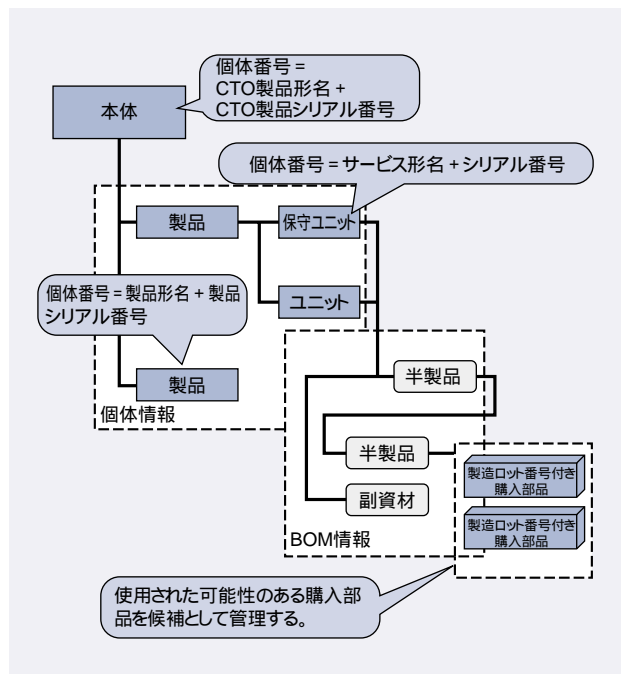 個体番号 =
CTO製品形名 +
CTO製品シリアル番号
本体
個体番号 = サービス形名 + シリアル番号
製品
保守ユニット
ユニット
個体番号 = 製品形名 + 製品
シリアル番号
製品
個体情報
半製品
半製品
副資材
BOM情報
製造ロット番号付き
購入部品
製造ロット番号付き
購入部品
使用された可能性のある購入部
品を候補として管理する。